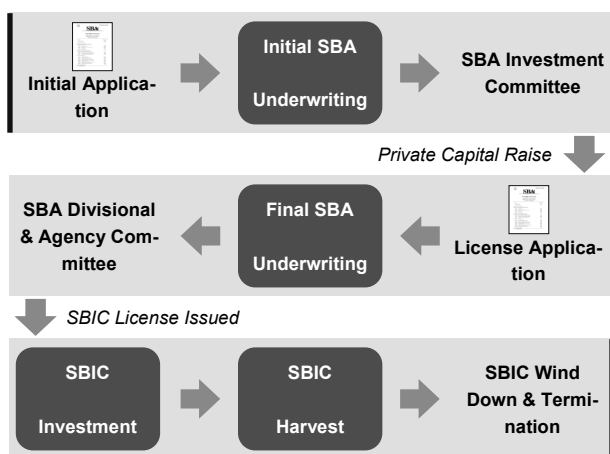 SBA
Initial SBA
Underwriting
Initial Applica-
tion
SBA Investment
Committee
Private Capital Raise
SBA
License Applica-
tion
Final SBA
Underwriting
SBA Divisional
& Agency Com-
mittee
SBIC License Issued
SBIC
Investment
SBIC
Harvest
SBIC Wind
Down & Termi-
nation